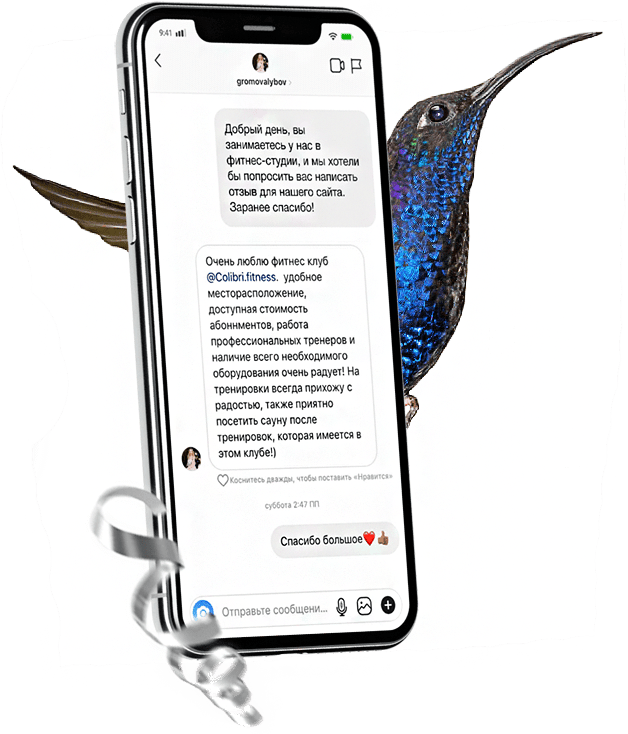 9:41
gromovalybov
Добрый день, вы
занимаетесь у нас в
фитнес-студии, и мы хотели
бы попросить вас написать
отзыв для нашего сайта.
Заранее спасибо!
Очень люблю фитнес клуб
@Colibri.fitness. удобное
месторасположение,
доступная стоимость
абонментов, работа
профессиональных тренеров и
наличие всего необходимого
оборудования очень радует! На
тренировки всегда прихожу с
радостью, также приятно
посетить сауну после
тренировок, которая имеется в
этом клубе!)
Коснитесь дважды, чтобы поставить «Нравится»
суббота 2:47 ПП
Спасибо большое❤️👍🏽
Отправьте сообщени...